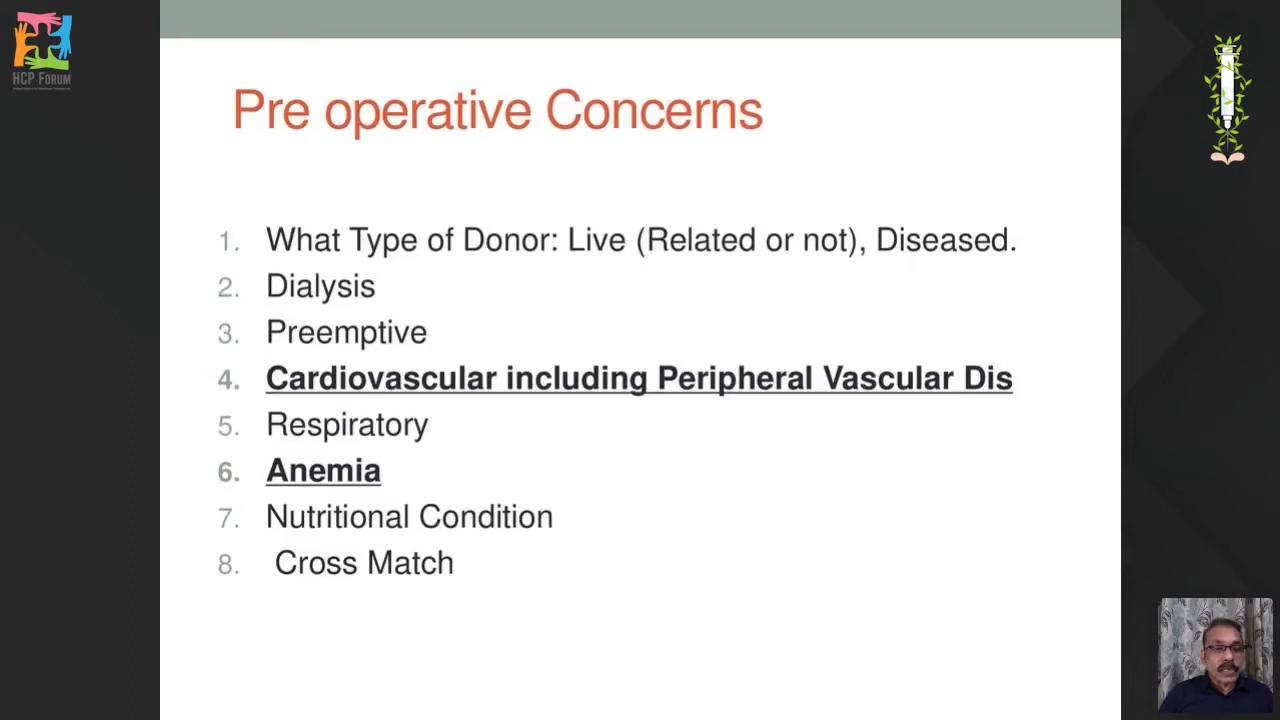 HCP FORUM
Pre operative Concerns
1. What Type of Donor: Live (Related or not), Diseased.
2. Dialysis
3. Preemptive
4. Cardiovascular including Peripheral Vascular Dis
5. Respiratory
6. Anemia
7. Nutritional Condition
8. Cross Match